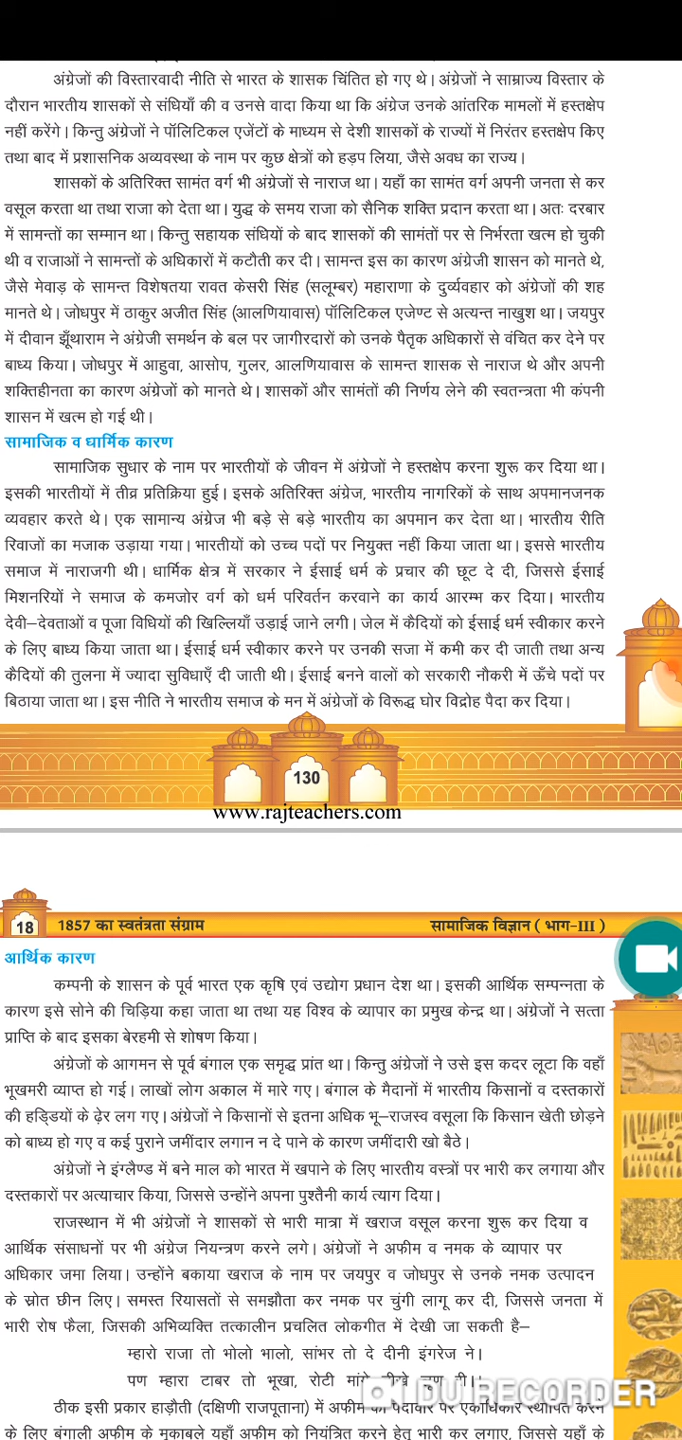 अंग्रेजों की विस्तारवादी नीति से भारत के शासक चिंतित हो गए थे। अंग्रेजों ने साम्राज्य विस्तार के
दौरान भारतीय शासकों से संधियाँ की व उनसे वादा किया था कि अंग्रेज उनके आंतरिक मामलों में हस्तक्षेप
नहीं करेंगे। किन्तु अंग्रेजों ने पॉलिटिकल एजेंटों के माध्यम से देशी शासकों के राज्यों में निरंतर हस्तक्षेप किए
तथा बाद में प्रशासनिक अव्यवस्था के नाम पर कुछ क्षेत्रों को हड़प लिया, जैसे अवध का राज्य।
शासकों के अतिरिक्त सामंत वर्ग भी अंग्रेजों से नाराज था। यहाँ का सामंत वर्ग अपनी जनता से कर
वसूल करता था तथा राजा को देता था। युद्ध के समय राजा को सैनिक शक्ति प्रदान करता था। अतः दरबार
में सामन्तों का सम्मान था। किन्तु सहायक संधियों के बाद शासकों की सामंतों पर से निर्भरता खत्म हो चुकी
थी व राजाओं ने सामन्तों के अधिकारों में कटौती कर दी। सामन्त इस का कारण अंग्रेजी शासन को मानते थे,
जैसे मेवाड़ के सामन्त विशेषतया रावत केसरी सिंह (सलूम्बर) महाराणा के दुर्व्यवहार को अंग्रेजों की शह
मानते थे। जोधपुर में ठाकुर अजीत सिंह (आलणियावास) पॉलिटिकल एजेण्ट से अत्यन्त नाखुश था। जयपुर
में दीवान झूँथाराम ने अंग्रेजी समर्थन के बल पर जागीरदारों को उनके पैतृक अधिकारों से वंचित कर देने पर
बाध्य किया। जोधपुर में आहुवा, आसोप, गुलर, आलणियावास के सामन्त शासक से नाराज थे और अपनी
शक्तिहीनता का कारण अंग्रेजों को मानते थे। शासकों और सामंतों की निर्णय लेने की स्वतन्त्रता भी कंपनी
शासन में खत्म हो गई थी।
सामाजिक व धार्मिक कारण
सामाजिक सुधार के नाम पर भारतीयों के जीवन में अंग्रेजों ने हस्तक्षेप करना शुरू कर दिया था।
इसकी भारतीयों में तीव्र प्रतिक्रिया हुई। इसके अतिरिक्त अंग्रेज, भारतीय नागरिकों के साथ अपमानजनक
व्यवहार करते थे। एक सामान्य अंग्रेज भी बड़े से बड़े भारतीय का अपमान कर देता था। भारतीय रीति
रिवाजों का मजाक उड़ाया गया। भारतीयों को उच्च पदों पर नियुक्त नहीं किया जाता था। इससे भारतीय
समाज में नाराजगी थी। धार्मिक क्षेत्र में सरकार ने ईसाई धर्म के प्रचार की छूट दे दी, जिससे ईसाई
मिशनरियों ने समाज के कमजोर वर्ग को धर्म परिवर्तन करवाने का कार्य आरम्भ कर दिया। भारतीय
देवी–देवताओं व पूजा विधियों की खिल्लियाँ उड़ाई जाने लगी। जेल में कैदियों को ईसाई धर्म स्वीकार करने
के लिए बाध्य किया जाता था। ईसाई धर्म स्वीकार करने पर उनकी सजा में कमी कर दी जाती तथा अन्य
कैदियों की तुलना में ज्यादा सुविधाएँ दी जाती थी। ईसाई बनने वालों को सरकारी नौकरी में ऊँचे पदों पर
बिठाया जाता था। इस नीति ने भारतीय समाज के मन में अंग्रेजों के विरूद्ध घोर विद्रोह पैदा कर दिया।
130
www.rajteachers.com
18 1857 का स्वतंत्रता संग्राम सामाजिक विज्ञान ( भाग-III )
आर्थिक कारण
कम्पनी के शासन के पूर्व भारत एक कृषि एवं उद्योग प्रधान देश था। इसकी आर्थिक सम्पन्नता के
कारण इसे सोने की चिड़िया कहा जाता था तथा यह विश्व के व्यापार का प्रमुख केन्द्र था। अंग्रेजों ने सत्ता
प्राप्ति के बाद इसका बेरहमी से शोषण किया।
अंग्रेजों के आगमन से पूर्व बंगाल एक समृद्ध प्रांत था। किन्तु अंग्रेजों ने उसे इस कदर लूटा कि वहाँ
भूखमरी व्याप्त हो गई। लाखों लोग अकाल में मारे गए। बंगाल के मैदानों में भारतीय किसानों व दस्तकारों
की हड्डियों के ढ़ेर लग गए। अंग्रेजों ने किसानों से इतना अधिक भू–राजस्व वसूला कि किसान खेती छोड़ने
को बाध्य हो गए व कई पुराने जमींदार लगान न दे पाने के कारण जमींदारी खो बैठे।
अंग्रेजों ने इंग्लैण्ड में बने माल को भारत में खपाने के लिए भारतीय वस्त्रों पर भारी कर लगाया और
दस्तकारों पर अत्याचार किया, जिससे उन्होंने अपना पुश्तैनी कार्य त्याग दिया।
राजस्थान में भी अंग्रेजों ने शासकों से भारी मात्रा में खराज वसूल करना शुरू कर दिया व
आर्थिक संसाधनों पर भी अंग्रेज नियन्त्रण करने लगे। अंग्रेजों ने अफीम व नमक के व्यापार पर
अधिकार जमा लिया। उन्होंने बकाया खराज के नाम पर जयपुर व जोधपुर से उनके नमक उत्पादन
के स्रोत छीन लिए। समस्त रियासतों से समझौता कर नमक पर चुंगी लागू कर दी, जिससे जनता में
भारी रोष फैला, जिसकी अभिव्यक्ति तत्कालीन प्रचलित लोकगीत में देखी जा सकती है–
म्हारो राजा तो भोलो भालो, सांभर तो दे दीनी इंगरेज ने।
पण म्हारा टाबर तो भूखा, रोटी
DU RECORDER
ठीक इसी प्रकार हाड़ौती (दक्षिणी राजपूताना) में अफीम की पैदावार पर एकाधिकार स्थापित करने
के लिए बंगाली अफीम के मुकाबले यहाँ अफीम को नियंत्रित करने हेतु भारी कर लगाए, जिससे यहाँ के